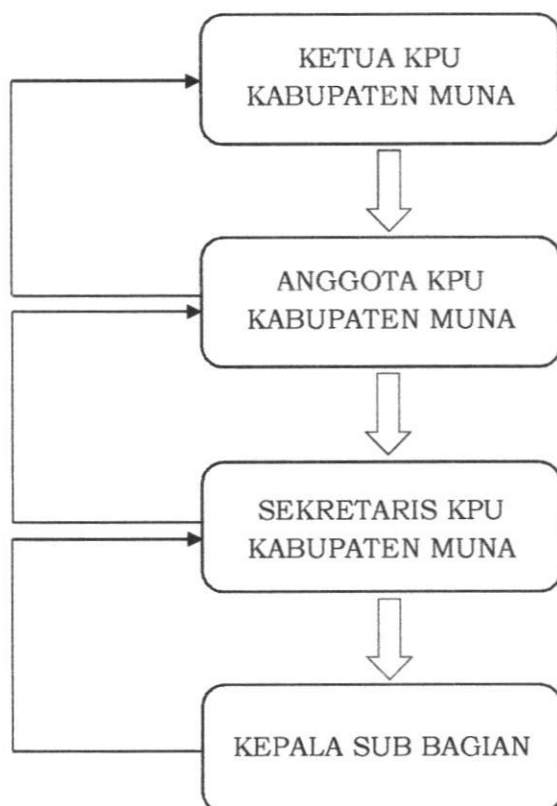 KETUA KPU
KABUPATEN MUNA
ANGGOTA KPU
KABUPATEN MUNA
SEKRETARIS KPU
KABUPATEN MUNA
KEPALA SUB BAGIAN